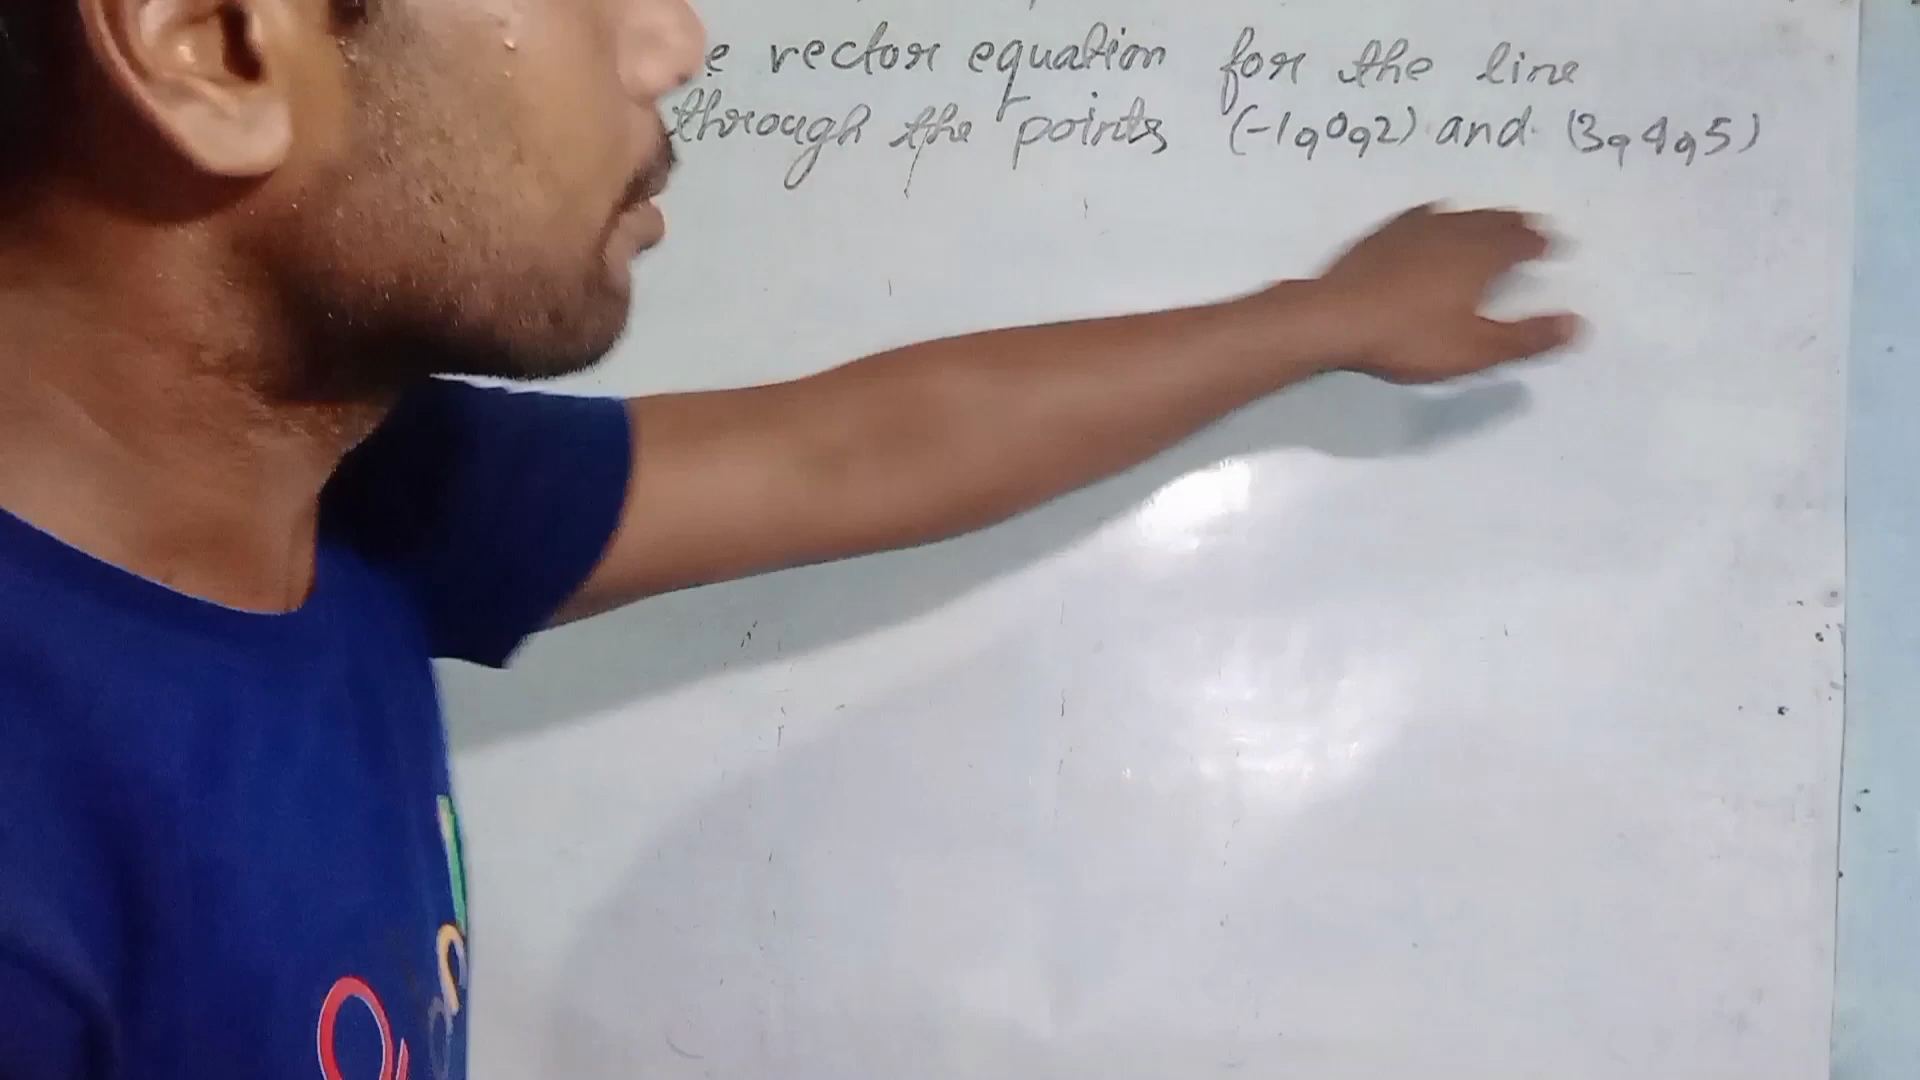 e vector equation for the line
through the points (-1,0,2) and (3,4,5)